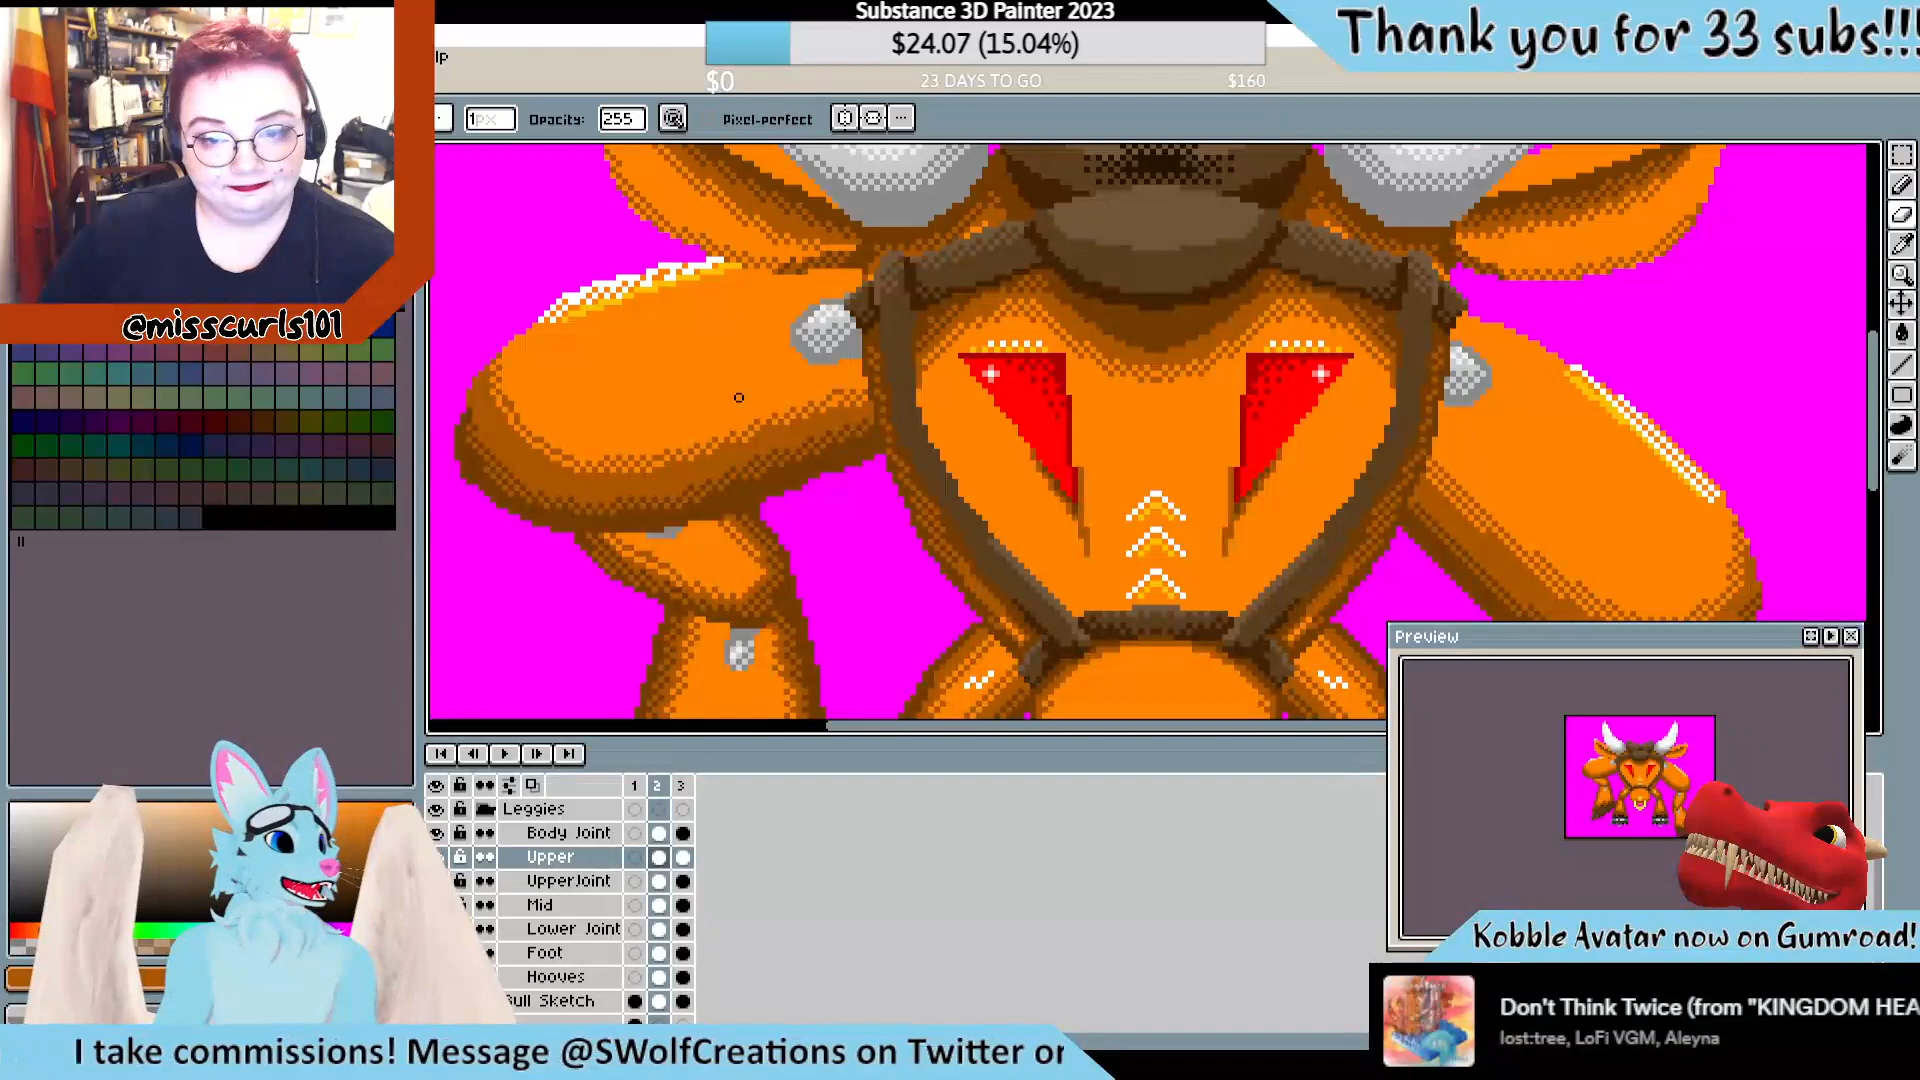 Substance 3D Painter 2023
$24.07 (15.04%)
$0
23 DAYS TO GO
$160
Thank you for 33 subs!!!
lp
1px
Opacity:
255
Pixel-perfect
@misscurls101
Preview
1 2 3
Leggies
Body Joint
Upper
UpperJoint
Mid
Lower Joint
Foot
Hooves
Bull Sketch
Kobble Avatar now on Gumroad!
Don't Think Twice (from "KINGDOM HEA
lost:tree, LoFi VGM, Aleyna
I take commissions! Message @SWolfCreations on Twitter or